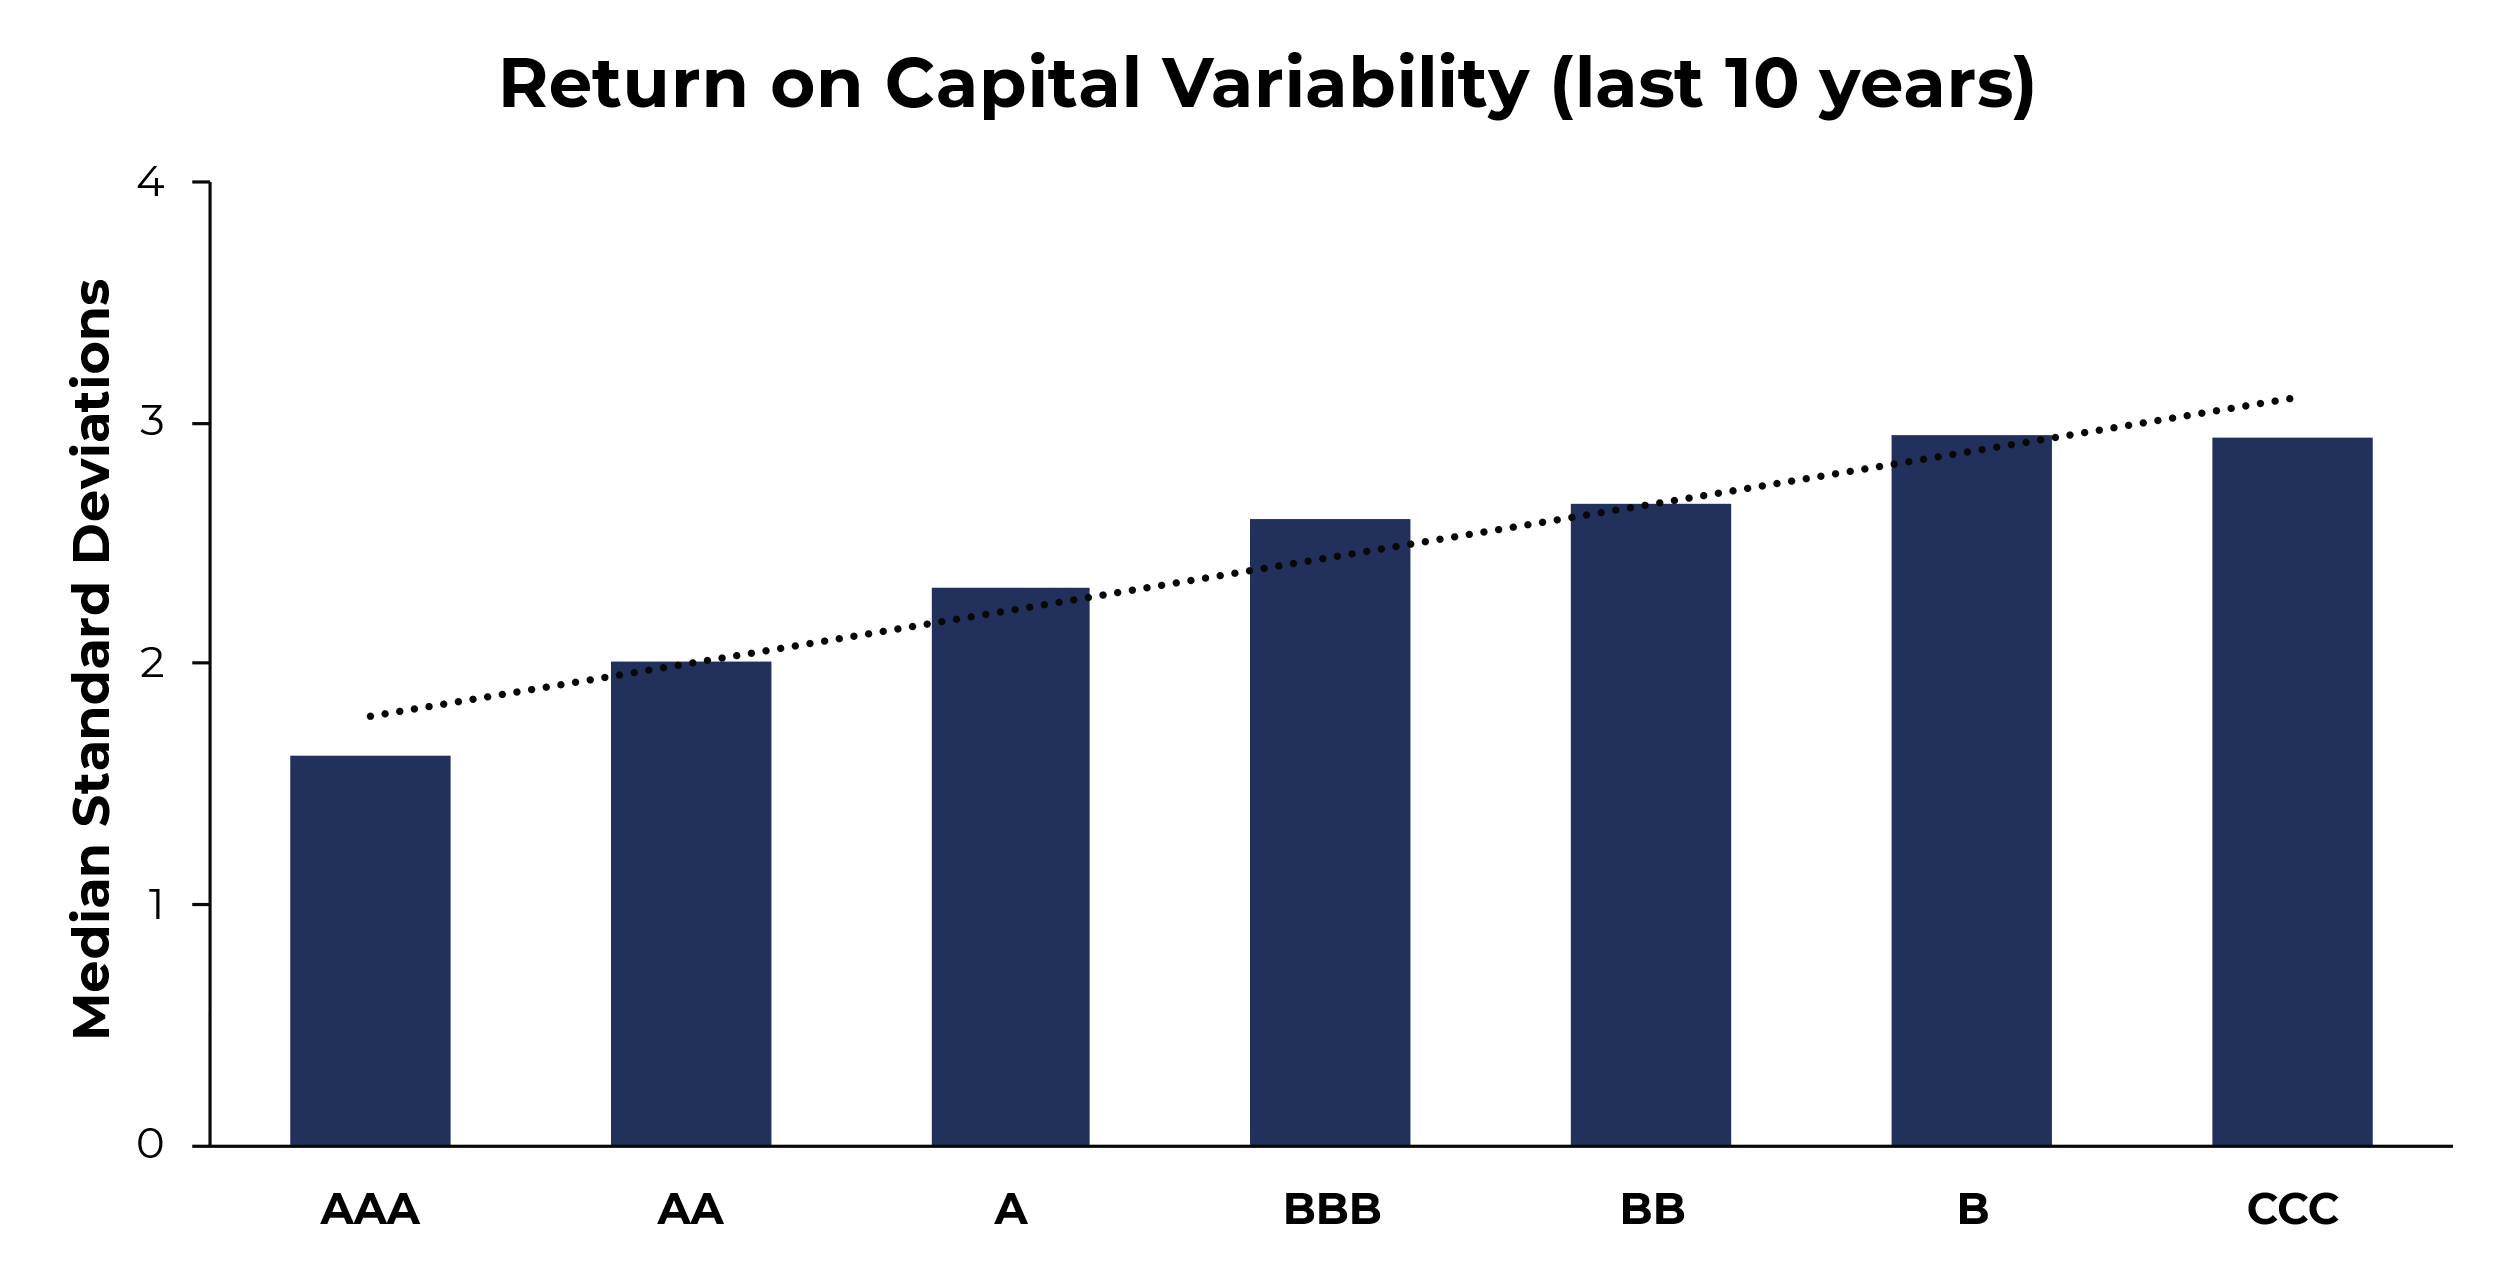 Return on Capital Variability (last 10 years)
Median Standard Deviations
4
3
2
1
0
AAA
AA
A
BBB
BB
B
CCC